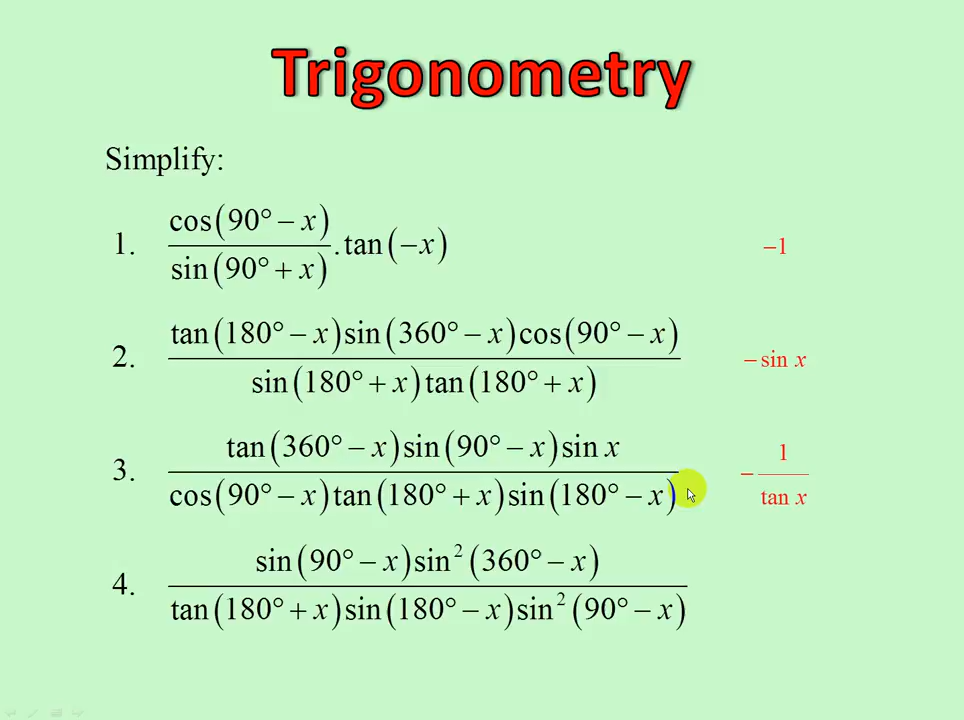 Trigonometry
Simplify:
1. cos(90° − x) / sin(90° + x) . tan(−x) −1
2. tan(180° − x)sin(360° − x)cos(90° − x) / sin(180° + x)tan(180° + x) − sin x
3. tan(360° − x)sin(90° − x)sin x / cos(90° − x)tan(180° + x)sin(180° − x) − 1 / tan x
4. sin(90° − x)sin²(360° − x) / tan(180° + x)sin(180° − x)sin²(90° − x)